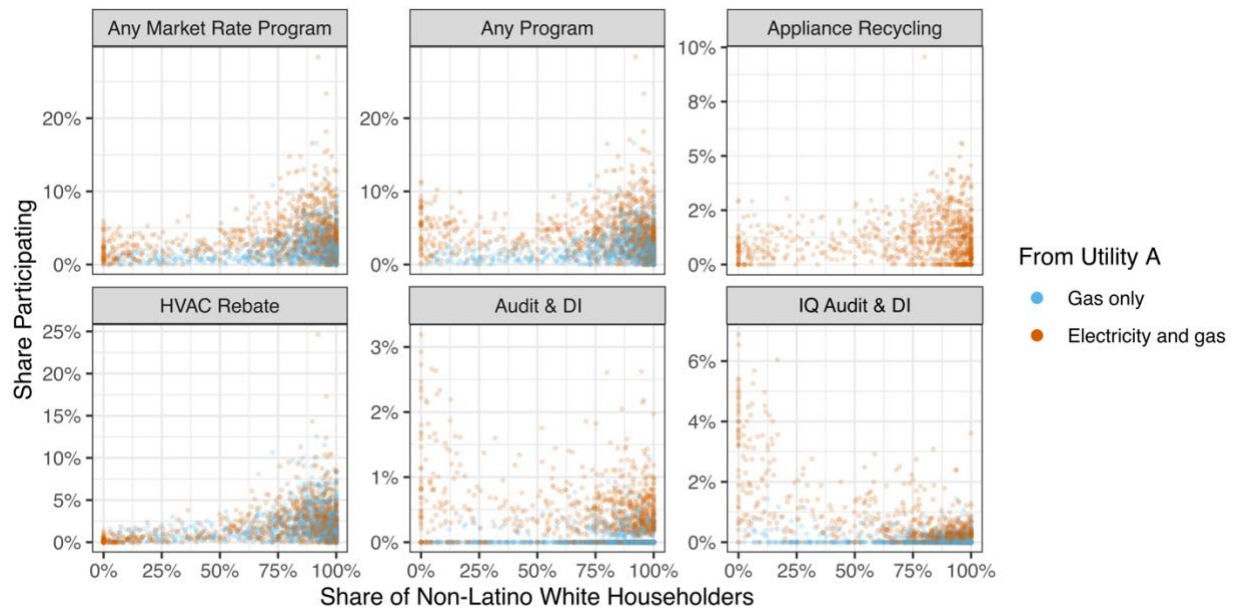 Any Market Rate Program
Any Program
Appliance Recycling
20%
10%
0%
20%
10%
0%
10%
8%
5%
2%
0%
HVAC Rebate
Audit & DI
IQ Audit & DI
25%
20%
15%
10%
5%
0%
3%
2%
1%
0%
6%
4%
2%
0%
0% 25% 50% 75% 100%
0% 25% 50% 75% 100%
0% 25% 50% 75% 100%
Share Participating
Share of Non-Latino White Householders
From Utility A
Gas only
Electricity and gas